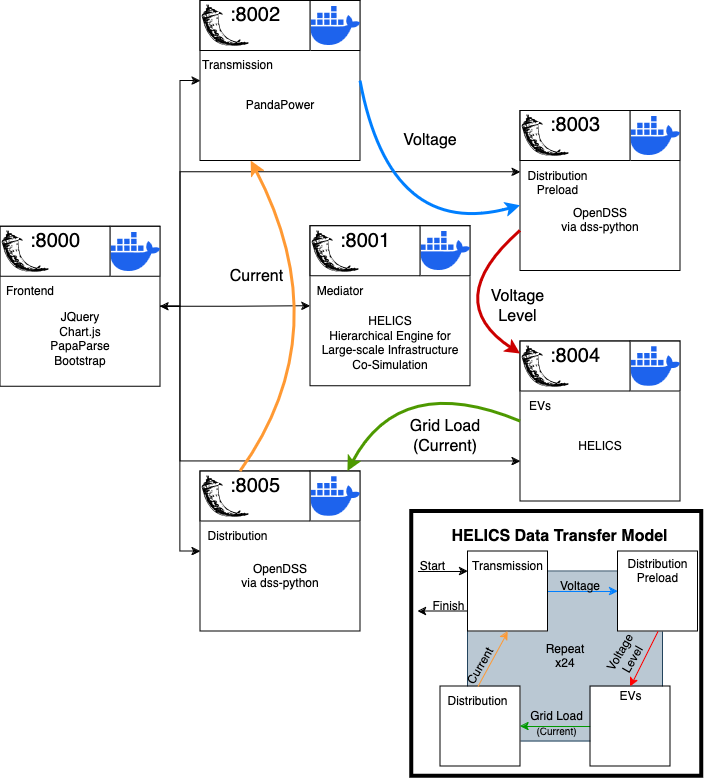 :8002
Transmission
PandaPower
Voltage
:8003
Distribution
Preload
OpenDSS
via dss-python
:8000
Frontend
JQuery
Chart.js
PapaParse
Bootstrap
Current
:8001
Mediator
HELICS
Hierarchical Engine for
Large-scale Infrastructure
Co-Simulation
Voltage
Level
:8004
EVs
HELICS
Grid Load
(Current)
:8005
Distribution
OpenDSS
via dss-python
HELICS Data Transfer Model
Start
Transmission
Voltage
Distribution
Preload
Finish
Current
Repeat
x24
Voltage
Level
Distribution
Grid Load
(Current)
EVs